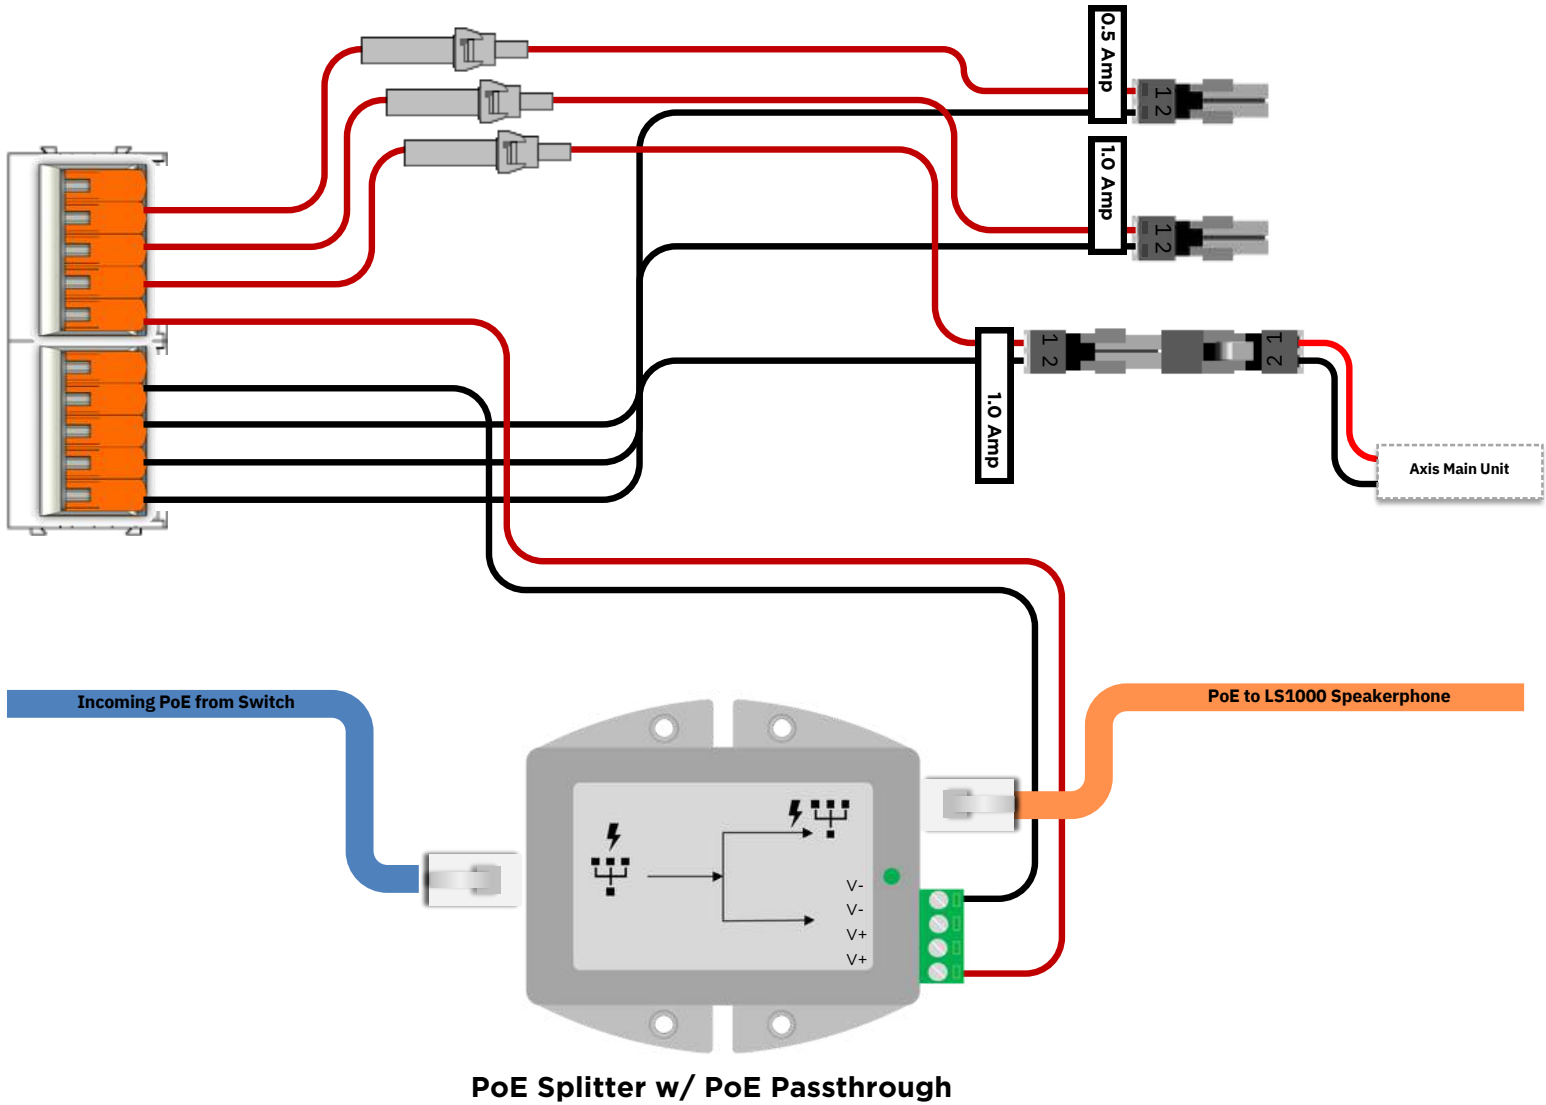 0.5 Amp
1
2
1.0 Amp
1
2
1.0 Amp
1
2
1
2
Axis Main Unit
Incoming PoE from Switch
PoE to LS1000 Speakerphone
V-
V-
V+
V+
PoE Splitter w/ PoE Passthrough